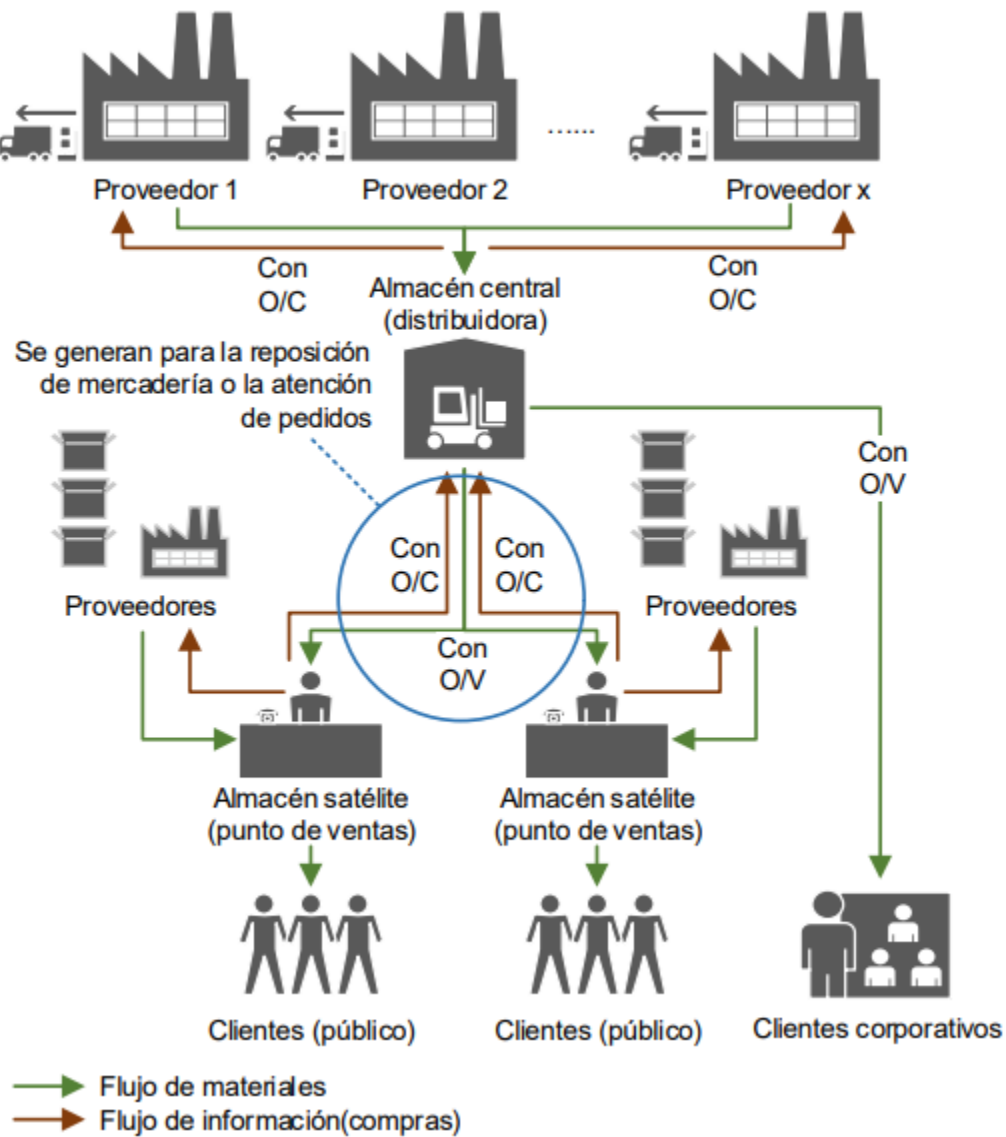 Proveedor 1
Proveedor 2
.......
Proveedor x
Con
O/C
Con
O/C
Almacén central
(distribuidora)
Se generan para la reposición
de mercadería o la atención
de pedidos
Con
O/V
Con
O/C
Con
O/C
Proveedores
Proveedores
Con
O/V
Almacén satélite
(punto de ventas)
Almacén satélite
(punto de ventas)
Clientes (público)
Clientes (público)
Clientes corporativos
Flujo de materiales
Flujo de información(compras)